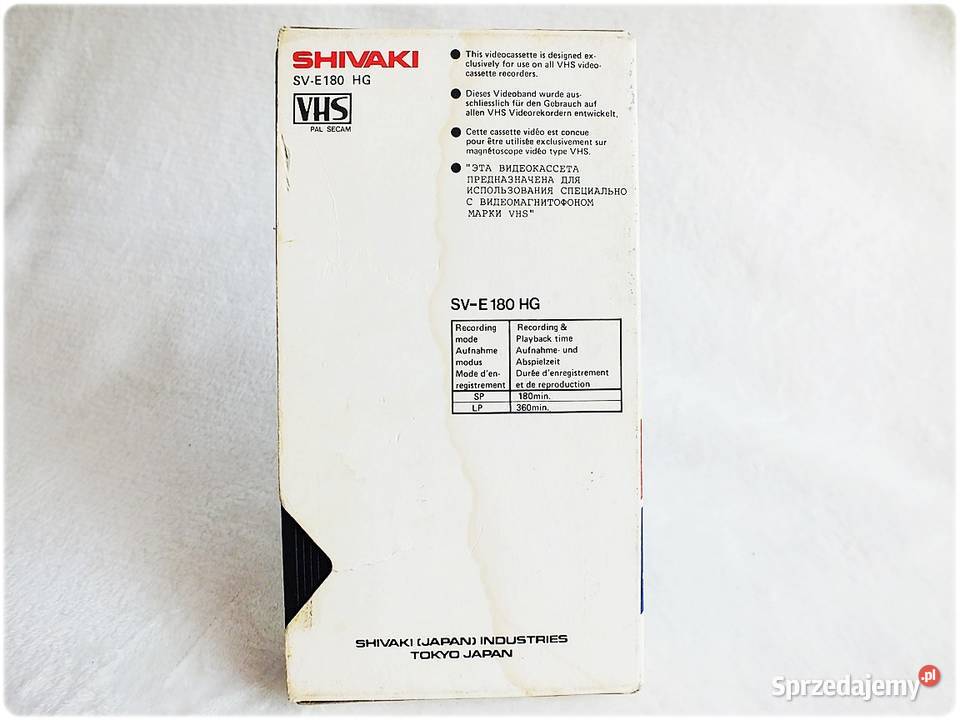 SHIVAKI
SV-E180 HG
VHS
PAL SECAM
● This videocassette is designed ex-
clusively for use on all VHS video-
cassette recorders.
● Dieses Videoband wurde aus-
schliesslich für den Gebrauch auf
allen VHS Videorekordern entwickelt.
● Cette cassette vidéo est concue
pour être utilisée exclusivement sur
magnétoscope vidéo type VHS.
● "ЭТА ВИДЕОКАССЕТА
ПРЕДНАЗНАЧЕНА ДЛЯ
ИСПОЛЬЗОВАНИЯ СПЕЦИАЛЬНО
С ВИДЕОМАГНИТОФОНОМ
МАРКИ VHS"
SV-E180 HG
Recording mode Aufnahme modus Mode d'en-registrement
Recording & Playback time Aufnahme- und Abspielzeit Durée d'enregistrement et de reproduction
SP 180min.
LP 360min.
SHIVAKI (JAPAN) INDUSTRIES
TOKYO JAPAN
Sprzedajemy.pl